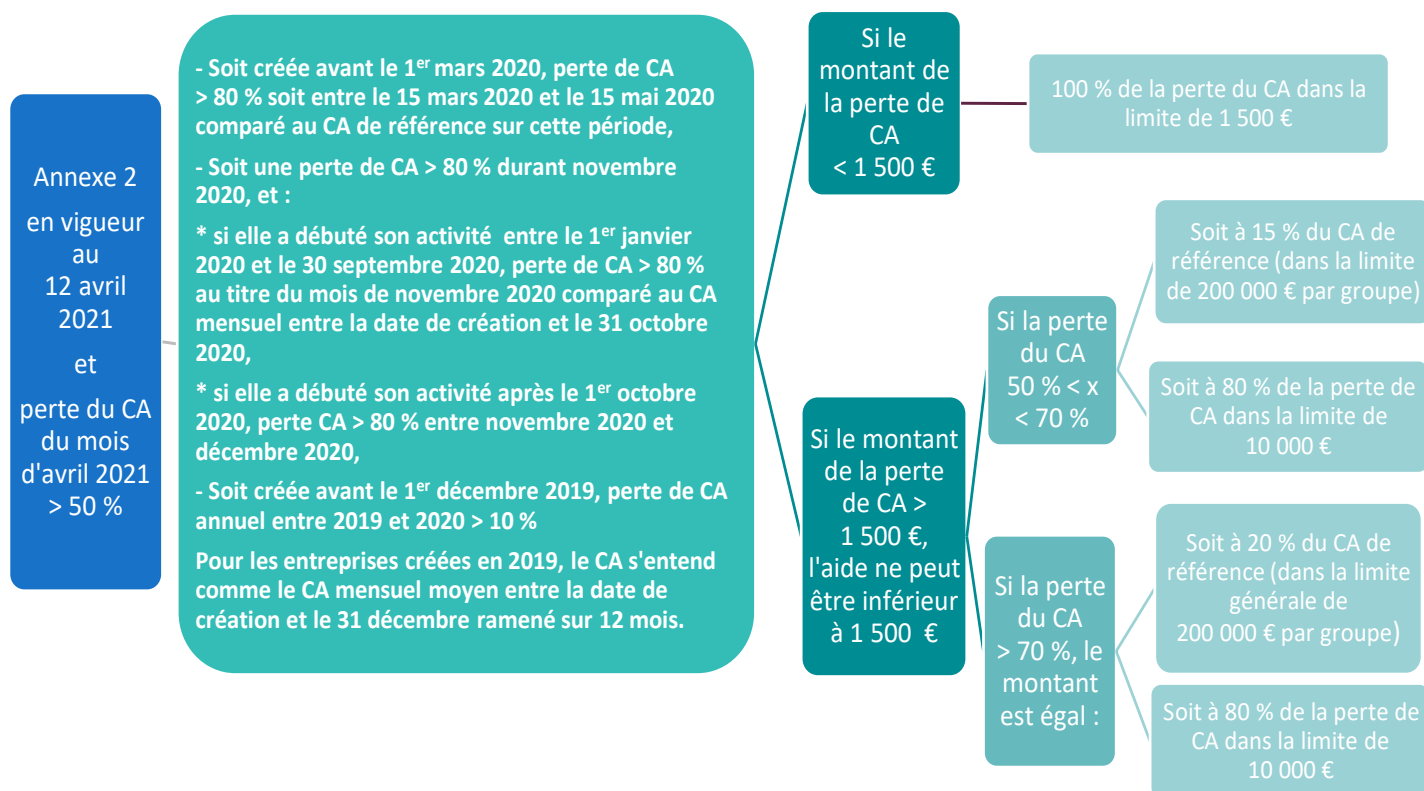 Annexe 2
en vigueur
au
12 avril
2021
et
perte du CA
du mois
d'avril 2021
> 50 %
- Soit créée avant le 1er mars 2020, perte de CA
> 80 % soit entre le 15 mars 2020 et le 15 mai 2020
comparé au CA de référence sur cette période,
- Soit une perte de CA > 80 % durant novembre
2020, et :
* si elle a débuté son activité entre le 1er janvier
2020 et le 30 septembre 2020, perte de CA > 80 %
au titre du mois de novembre 2020 comparé au CA
mensuel entre la date de création et le 31 octobre
2020,
* si elle a débuté son activité après le 1er octobre
2020, perte CA > 80 % entre novembre 2020 et
décembre 2020,
- Soit créée avant le 1er décembre 2019, perte de CA
annuel entre 2019 et 2020 > 10 %
Pour les entreprises créées en 2019, le CA s'entend
comme le CA mensuel moyen entre la date de
création et le 31 décembre ramené sur 12 mois.
Si le
montant de
la perte de
CA
< 1 500 €
100 % de la perte du CA dans la
limite de 1 500 €
Si le montant
de la perte
de CA >
1 500 €,
l'aide ne peut
être inférieur
à 1 500 €
Si la perte
du CA
50 % < x
< 70 %
Soit à 15 % du CA de
référence (dans la limite
de 200 000 € par groupe)
Soit à 80 % de la perte de
CA dans la limite de
10 000 €
Si la perte
du CA
> 70 %, le
montant
est égal :
Soit à 20 % du CA de
référence (dans la limite
générale de
200 000 € par groupe)
Soit à 80 % de la perte de
CA dans la limite de
10 000 €